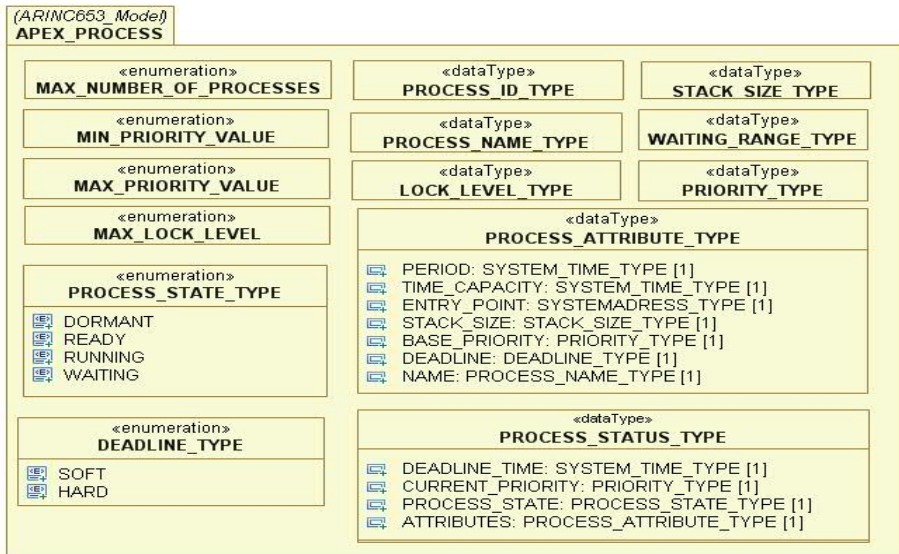 (ARINC653_Model)
APEX_PROCESS
«enumeration»
MAX_NUMBER_OF_PROCESSES
«enumeration»
MIN_PRIORITY_VALUE
«enumeration»
MAX_PRIORITY_VALUE
«enumeration»
MAX_LOCK_LEVEL
«enumeration»
PROCESS_STATE_TYPE
DORMANT
READY
RUNNING
WAITING
«enumeration»
DEADLINE_TYPE
SOFT
HARD
«dataType»
PROCESS_ID_TYPE
«dataType»
PROCESS_NAME_TYPE
«dataType»
LOCK_LEVEL_TYPE
«dataType»
STACK_SIZE_TYPE
«dataType»
WAITING_RANGE_TYPE
«dataType»
PRIORITY_TYPE
«dataType»
PROCESS_ATTRIBUTE_TYPE
PERIOD: SYSTEM_TIME_TYPE [1]
TIME_CAPACITY: SYSTEM_TIME_TYPE [1]
ENTRY_POINT: SYSTEMADRESS_TYPE [1]
STACK_SIZE: STACK_SIZE_TYPE [1]
BASE_PRIORITY: PRIORITY_TYPE [1]
DEADLINE: DEADLINE_TYPE [1]
NAME: PROCESS_NAME_TYPE [1]
«dataType»
PROCESS_STATUS_TYPE
DEADLINE_TIME: SYSTEM_TIME_TYPE [1]
CURRENT_PRIORITY: PRIORITY_TYPE [1]
PROCESS_STATE: PROCESS_STATE_TYPE [1]
ATTRIBUTES: PROCESS_ATTRIBUTE_TYPE [1]